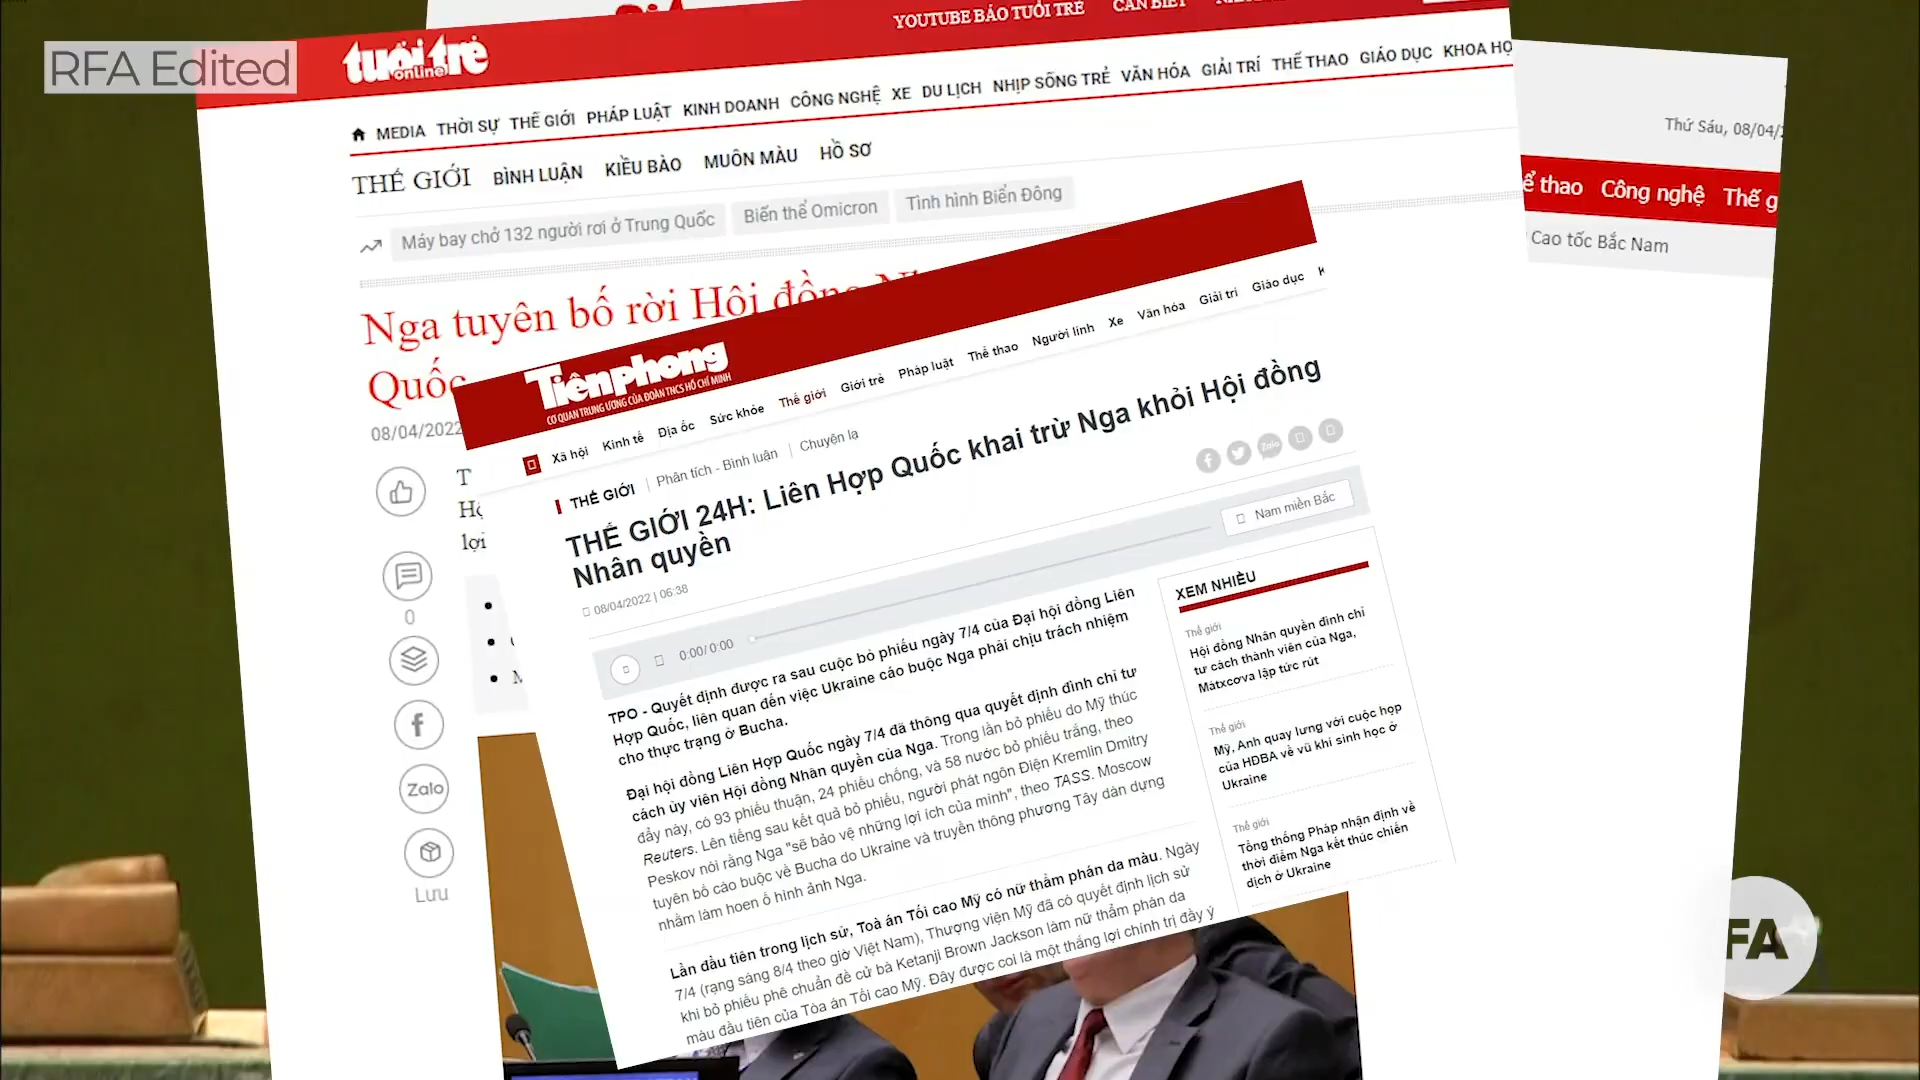 RFA Edited
tuổi trẻ
online
YOUTUBE BÁO TUỔI TRẺ CẦN BIẾT
MEDIA THỜI SỰ THẾ GIỚI PHÁP LUẬT KINH DOANH CÔNG NGHỆ XE DU LỊCH NHỊP SỐNG TRẺ VĂN HÓA GIẢI TRÍ THỂ THAO GIÁO DỤC KHOA HỌ
THẾ GIỚI BÌNH LUẬN KIỀU BÀO MUÔN MÀU HỒ SƠ
Máy bay chở 132 người rơi ở Trung Quốc Biến thể Omicron Tình hình Biển Đông
Nga tuyên bố rời Hội đồng
Quốc
08/04/2022
lợi
0
Zalo
Lưu
Thứ Sáu, 08/04/2
ể thao Công nghệ Thế g
Cao tốc Bắc Nam
Tiền phong
CƠ QUAN TRUNG ƯƠNG CỦA ĐOÀN TNCS HỒ CHÍ MINH
Xã hội Kinh tế Địa ốc Sức khỏe Thế giới Giới trẻ Pháp luật Thể thao Người lính Xe Văn hóa Giải trí Giáo dục K
THẾ GIỚI Phân tích - Bình luận Chuyện lạ
THẾ GIỚI 24H: Liên Hợp Quốc khai trừ Nga khỏi Hội đồng
Nhân quyền
08/04/2022 | 06:38
Zalo
0:00/ 0:00
Nam miền Bắc
TPO - Quyết định được ra sau cuộc bỏ phiếu ngày 7/4 của Đại hội đồng Liên
Hợp Quốc, liên quan đến việc Ukraine cáo buộc Nga phải chịu trách nhiệm
cho thực trạng ở Bucha.
Đại hội đồng Liên Hợp Quốc ngày 7/4 đã thông qua quyết định đình chỉ tư
cách ủy viên Hội đồng Nhân quyền của Nga. Trong lần bỏ phiếu do Mỹ thúc
đẩy này, có 93 phiếu thuận, 24 phiếu chống, và 58 nước bỏ phiếu trắng, theo
Reuters. Lên tiếng sau kết quả bỏ phiếu, người phát ngôn Điện Kremlin Dmitry
Peskov nói rằng Nga "sẽ bảo vệ những lợi ích của mình", theo TASS. Moscow
tuyên bố cáo buộc về Bucha do Ukraine và truyền thông phương Tây dàn dựng
nhằm làm hoen ố hình ảnh Nga.
Lần đầu tiên trong lịch sử, Toà án Tối cao Mỹ có nữ thẩm phán da màu. Ngày
7/4 (rạng sáng 8/4 theo giờ Việt Nam), Thượng viện Mỹ đã có quyết định lịch sử
khi bỏ phiếu phê chuẩn đề cử bà Ketanji Brown Jackson làm nữ thẩm phán da
màu đầu tiên của Tòa án Tối cao Mỹ. Đây được coi là một thắng lợi chính trị đầy ý
XEM NHIỀU
Thế giới
Hội đồng Nhân quyền đình chỉ
tư cách thành viên của Nga,
Mátxcơva lập tức rút
Thế giới
Mỹ, Anh quay lưng với cuộc họp
của HĐBA về vũ khí sinh học ở
Ukraine
Thế giới
Tổng thống Pháp nhận định về
thời điểm Nga kết thúc chiến
dịch ở Ukraine
FA